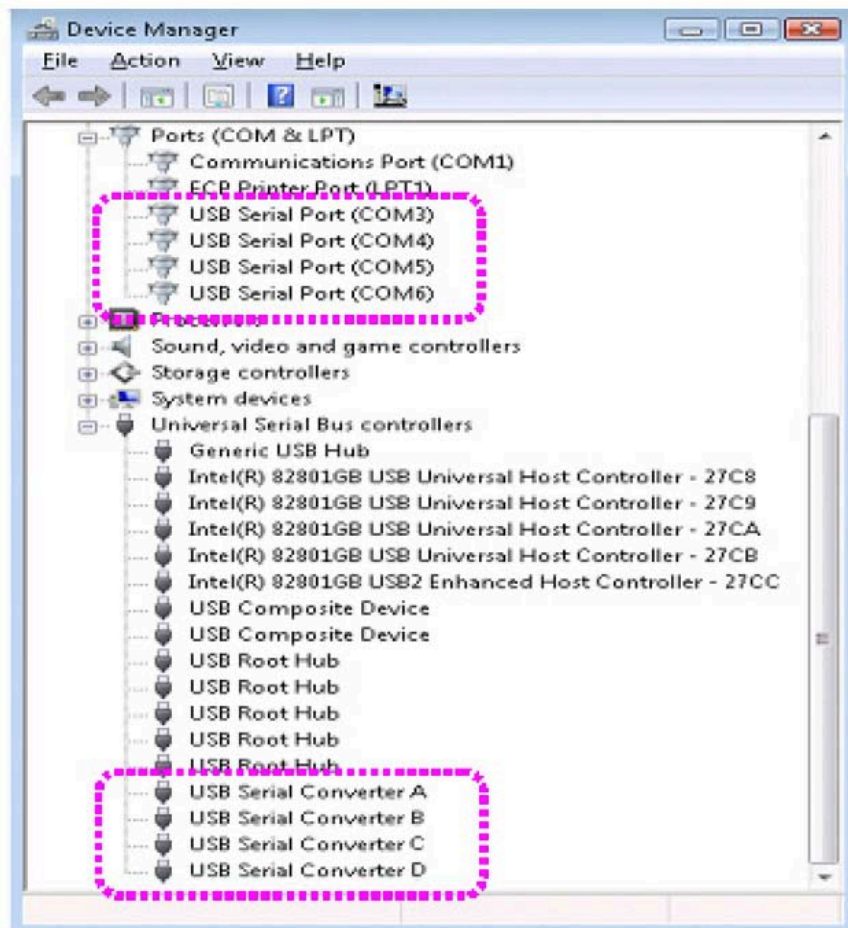 Device Manager
File Action View Help
Ports (COM & LPT)
Communications Port (COM1)
ECP Printer Port (LPT1)
USB Serial Port (COM3)
USB Serial Port (COM4)
USB Serial Port (COM5)
USB Serial Port (COM6)
Processors
Sound, video and game controllers
Storage controllers
System devices
Universal Serial Bus controllers
Generic USB Hub
Intel(R) 82801GB USB Universal Host Controller - 27C8
Intel(R) 82801GB USB Universal Host Controller - 27C9
Intel(R) 82801GB USB Universal Host Controller - 27CA
Intel(R) 82801GB USB Universal Host Controller - 27CB
Intel(R) 82801GB USB2 Enhanced Host Controller - 27CC
USB Composite Device
USB Composite Device
USB Root Hub
USB Root Hub
USB Root Hub
USB Root Hub
USB Root Hub
USB Serial Converter A
USB Serial Converter B
USB Serial Converter C
USB Serial Converter D